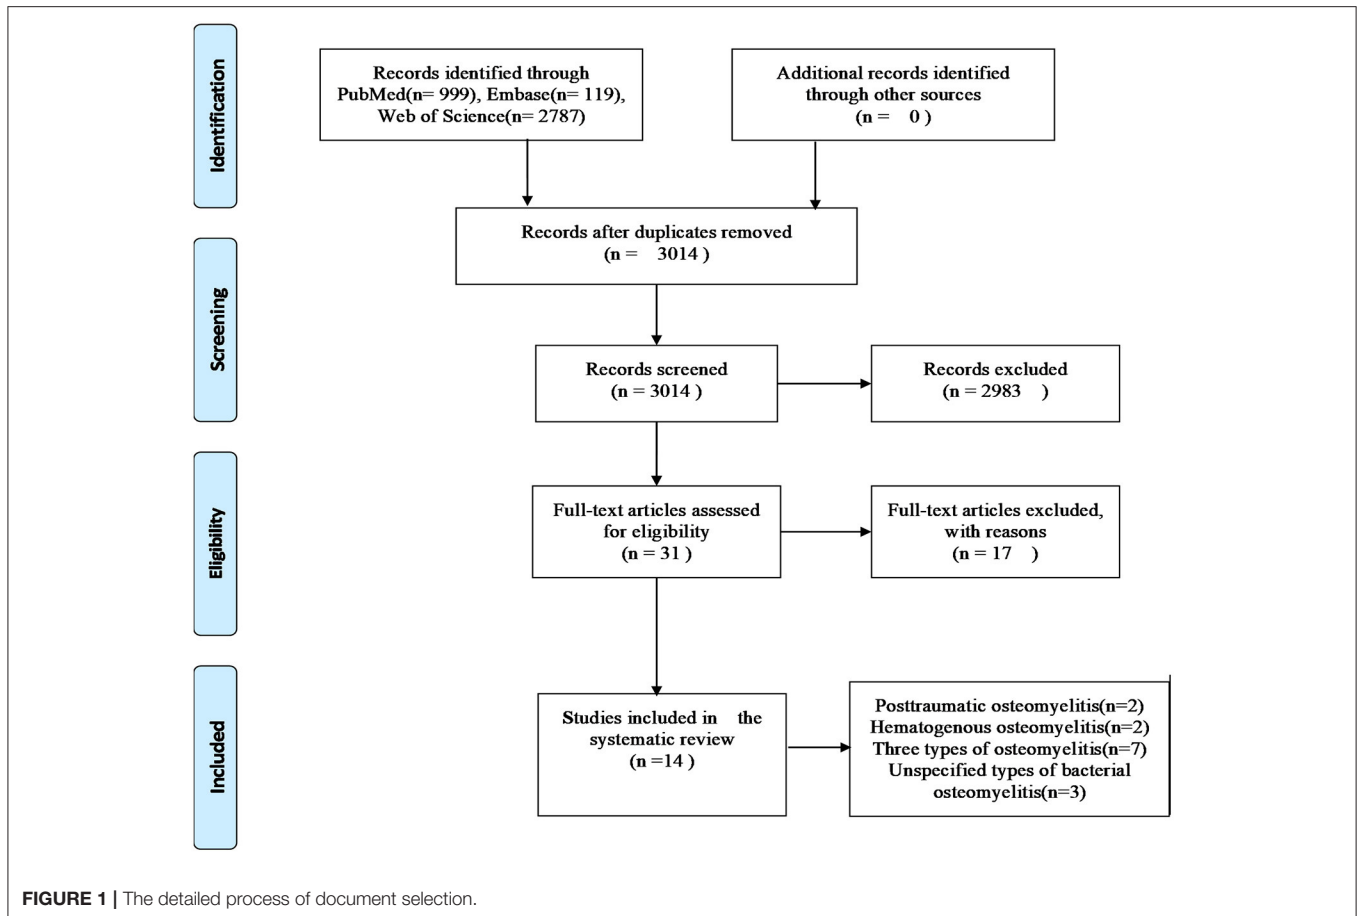 Identification
Records identified through
PubMed(n= 999), Embase(n= 119),
Web of Science(n= 2787)
Additional records identified
through other sources
(n = 0 )
Records after duplicates removed
(n = 3014 )
Screening
Records screened
(n = 3014 )
Records excluded
(n = 2983 )
Eligibility
Full-text articles assessed
for eligibility
(n = 31 )
Full-text articles excluded,
with reasons
(n = 17 )
Included
Studies included in the
systematic review
(n =14 )
Posttraumatic osteomyelitis(n=2)
Hematogenous osteomyelitis(n=2)
Three types of osteomyelitis(n=7)
Unspecified types of bacterial
osteomyelitis(n=3)
FIGURE 1 | The detailed process of document selection.